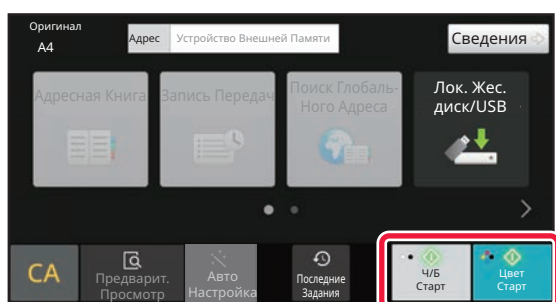 Оригинал
A4
Адрес
Устройство Внешней Памяти
Сведения
Адресная Книга
Запись Передач
Поиск Глобаль-
Ного Адреса
Лок. Жес.
диск/USB
CA
Предварит.
Просмотр
Авто
Настройка
Последние
Задания
Ч/Б
Старт
Цвет
Старт